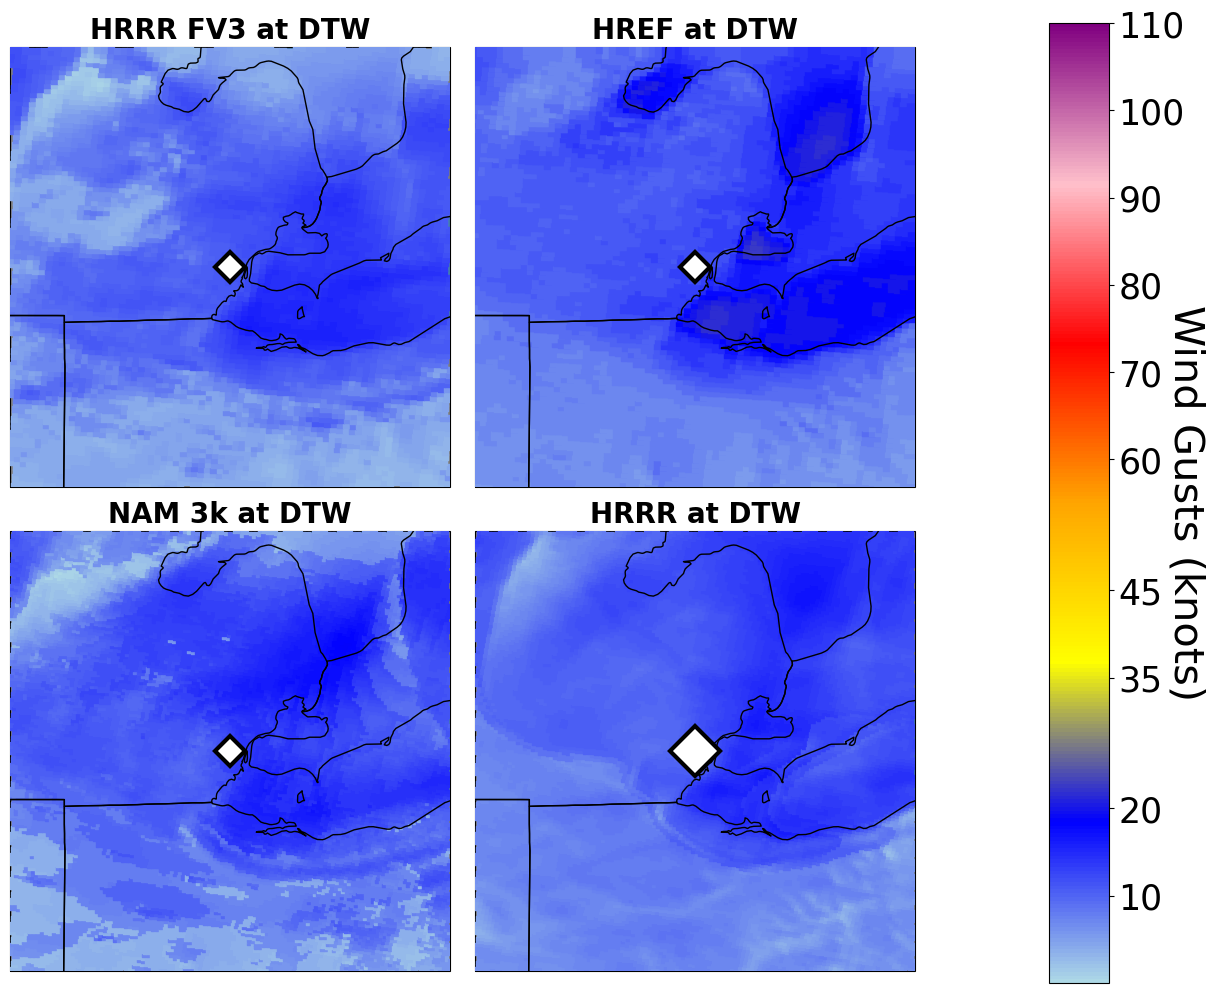 HRRR FV3 at DTW
HREF at DTW
NAM 3k at DTW
HRRR at DTW
110
100
90
80
70
60
45
35
20
10
Wind Gusts (knots)